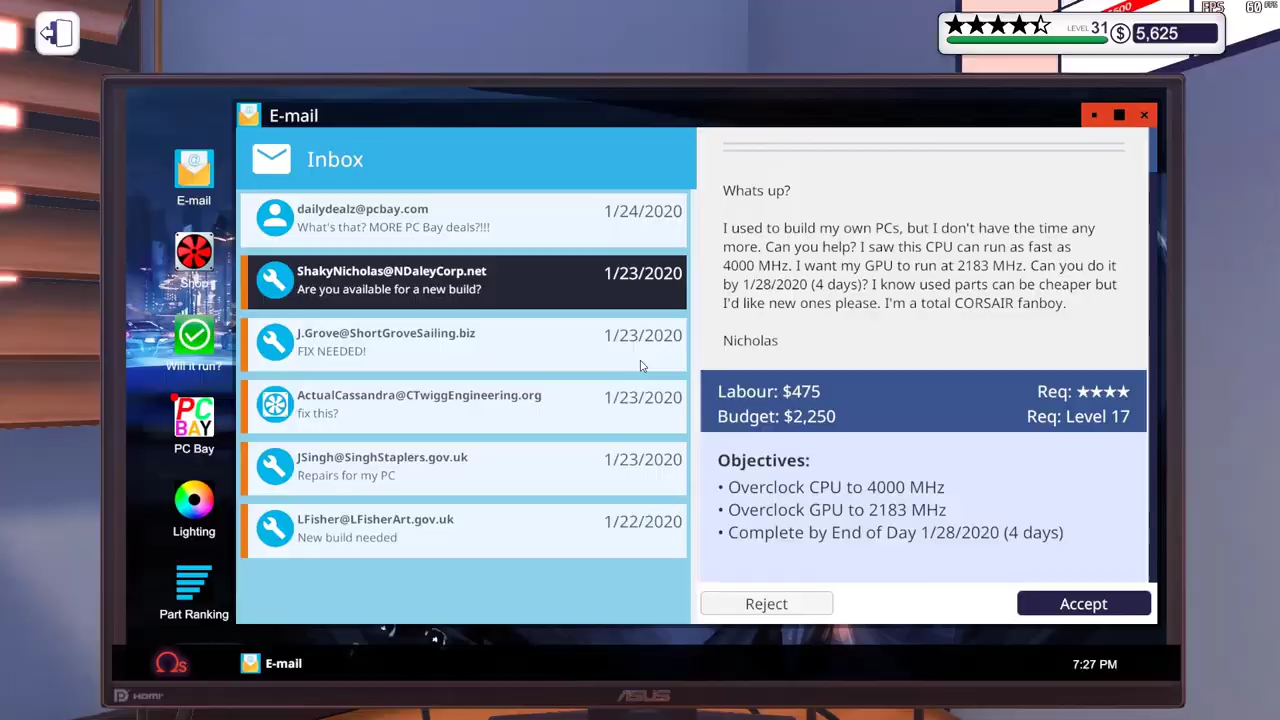 FPS 60 FPS
500
LEVEL 31 $ 5,625
E-mail
Inbox
dailydealz@pcbay.com 1/24/2020
What's that? MORE PC Bay deals?!!!
ShakyNicholas@NDaleyCorp.net 1/23/2020
Are you available for a new build?
J.Grove@ShortGroveSailing.biz 1/23/2020
FIX NEEDED!
ActualCassandra@CTwiggEngineering.org 1/23/2020
fix this?
JSingh@SinghStaplers.gov.uk 1/23/2020
Repairs for my PC
LFisher@LFisherArt.gov.uk 1/22/2020
New build needed
Whats up?
I used to build my own PCs, but I don't have the time any
more. Can you help? I saw this CPU can run as fast as
4000 MHz. I want my GPU to run at 2183 MHz. Can you do it
by 1/28/2020 (4 days)? I know used parts can be cheaper but
I'd like new ones please. I'm a total CORSAIR fanboy.
Nicholas
Labour: $475 Req: ★★★★
Budget: $2,250 Req: Level 17
Objectives:
• Overclock CPU to 4000 MHz
• Overclock GPU to 2183 MHz
• Complete by End of Day 1/28/2020 (4 days)
Reject Accept
E-mail
Shop
Will it run?
PC BAY
PC Bay
Lighting
Part Ranking
Ωs E-mail 7:27 PM
HDMI ASUS